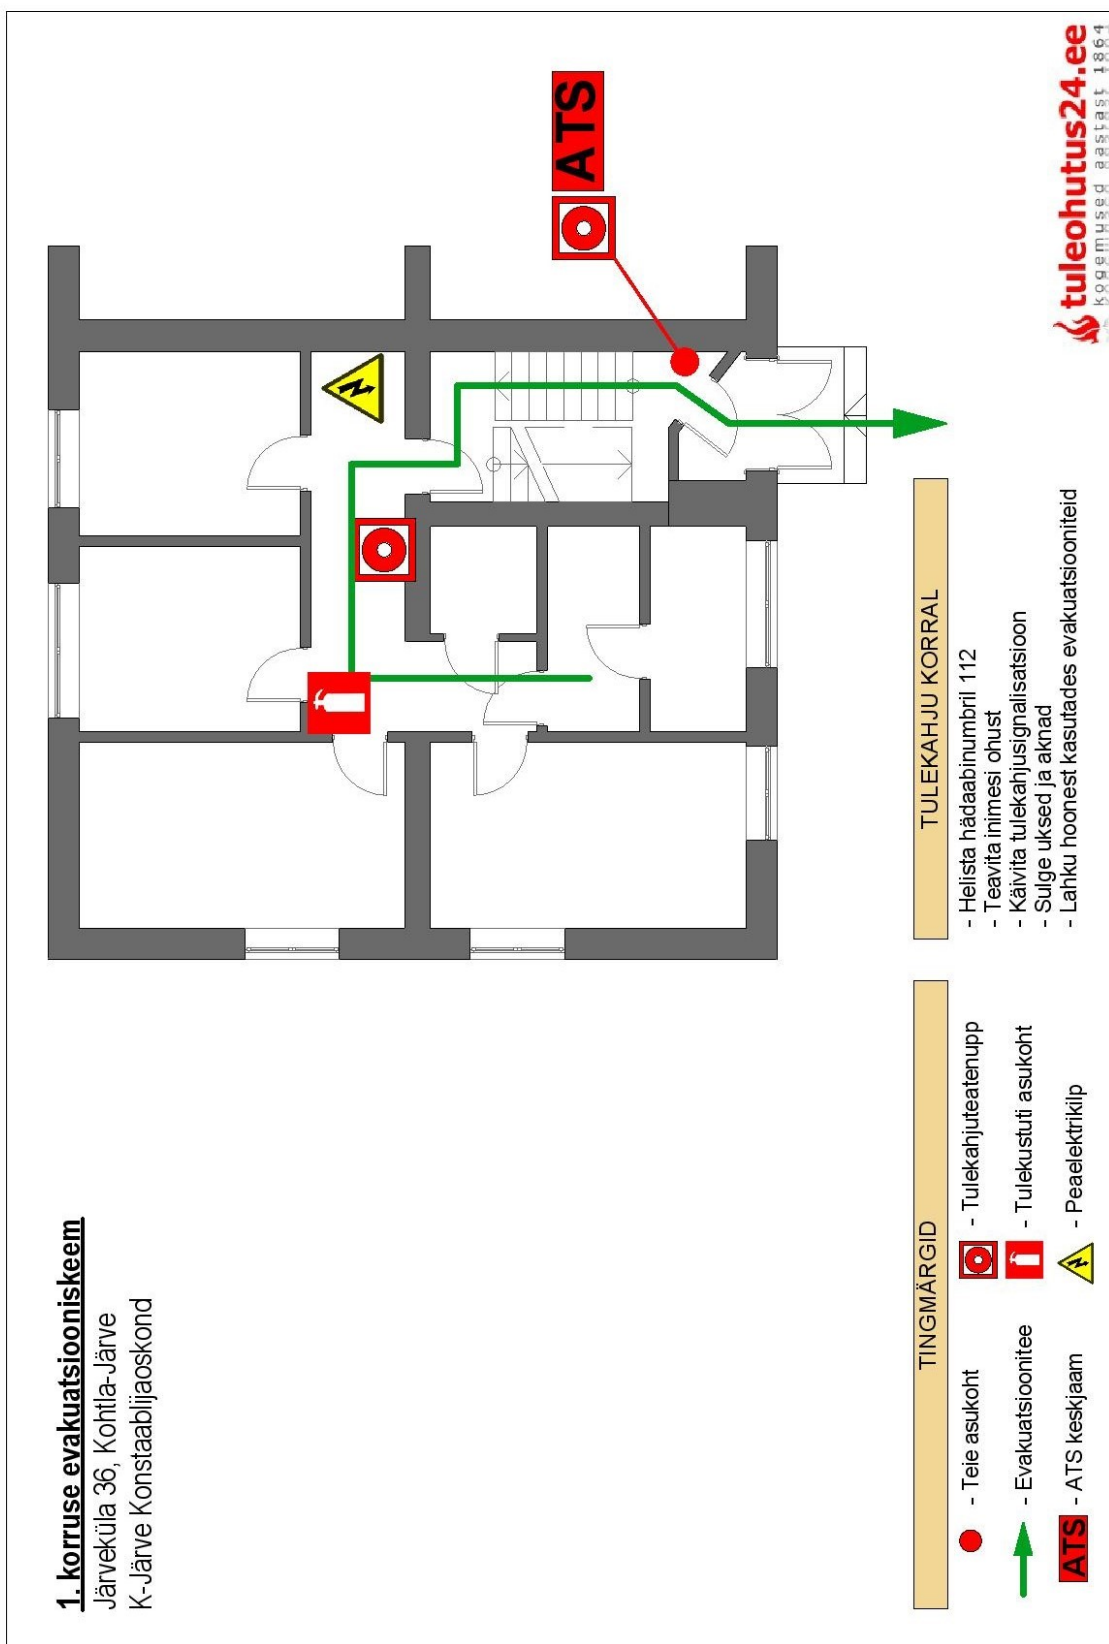 1. korruse evakuatsiooniskeem
Järveküla 36, Kohtla-Järve
K-Järve Konstaablijaoskond
ATS
TINGMÄRGID
- Teie asukoht
- Evakuatsioonitee
ATS - ATS keskjaam
- Tulekahjuteatenupp
- Tulekustuti asukoht
- Peaelektrikilp
TULEKAHJU KORRAL
- Helista hädaabinumbril 112
- Teavita inimesi ohust
- Käivita tulekahjusignalisatsioon
- Sulge uksed ja aknad
- Lahku hoonest kasutades evakuatsiooniteid
tuleohutus24.ee
kogemused aastast 1864